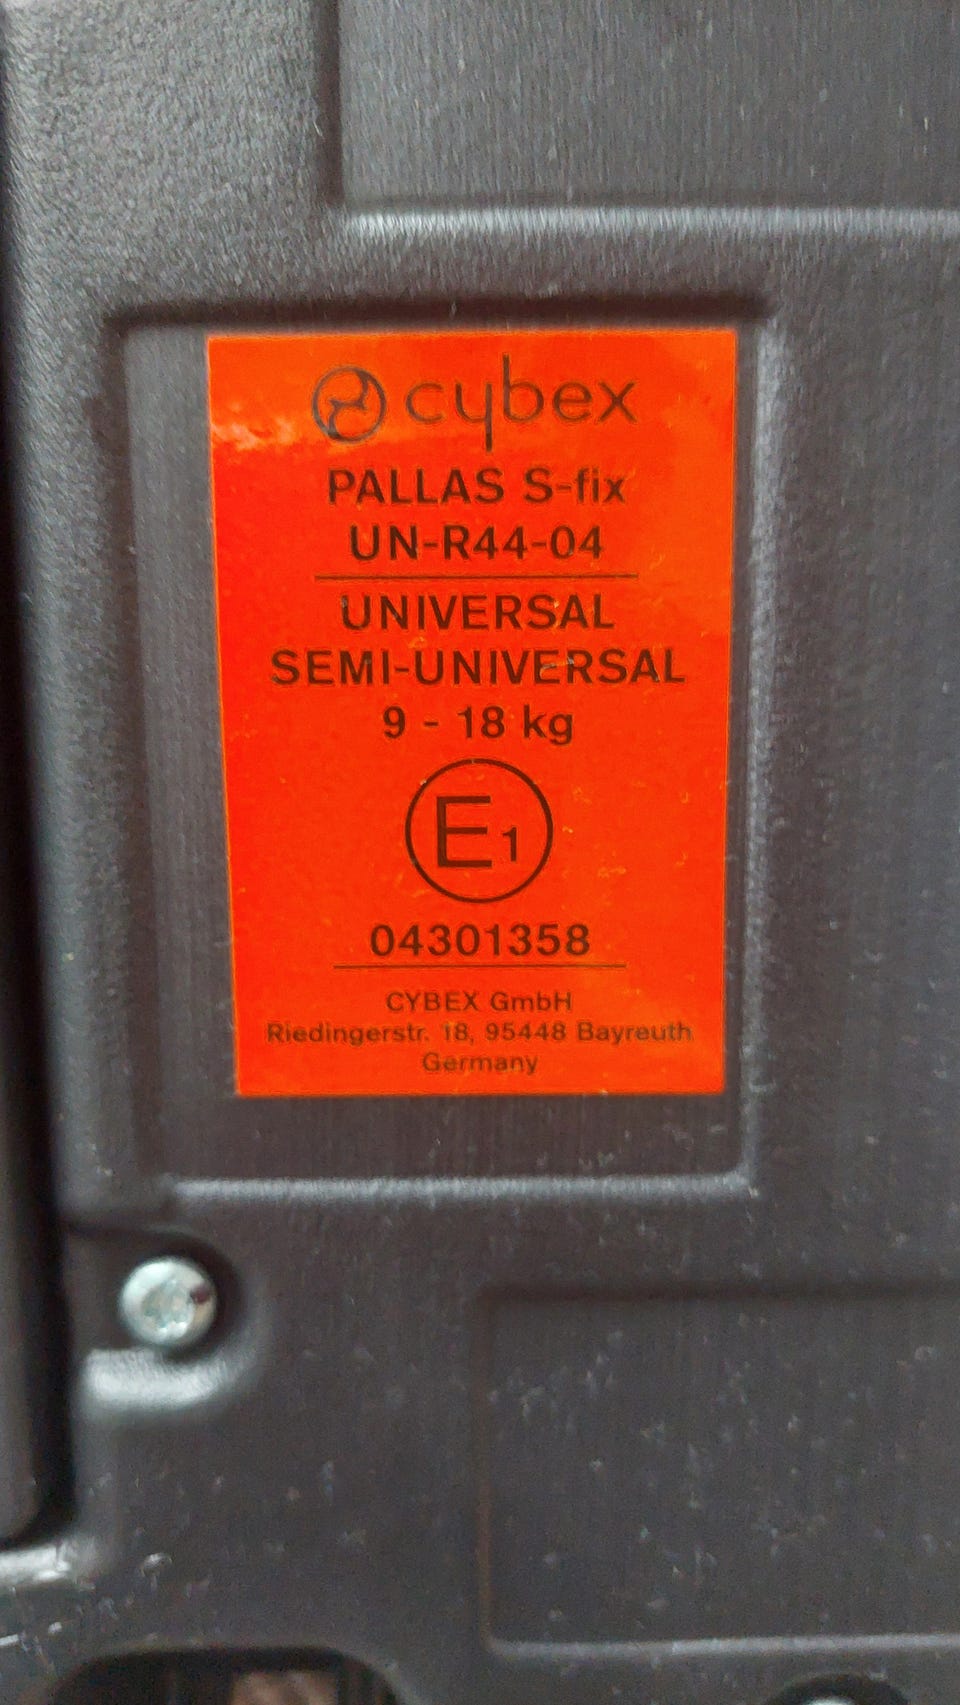 cybex
PALLAS S-fix
UN-R44-04
UNIVERSAL
SEMI-UNIVERSAL
9 - 18 kg
E1
04301358
CYBEX GmbH
Riedingerstr. 18, 95448 Bayreuth
Germany